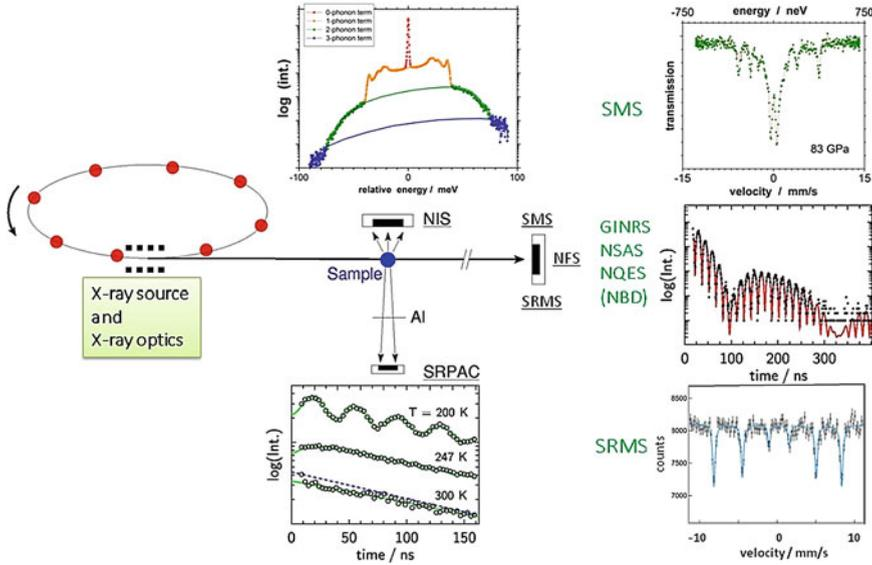 0-phonon term
1-phonon term
2-phonon term
3-phonon term
log (Int.)
-100
0
100
relative energy / meV
-750
energy / neV
750
SMS
transmission
83 GPa
-15
0
15
velocity / mm/s
NIS
SMS
NFS
SRMS
Sample
Al
SRPAC
X-ray source
and
X-ray optics
GINRS
NSAS
NQES
(NBD)
log(Int.)
0
100
200
300
time / ns
log(Int.)
T = 200 K
247 K
300 K
0
50
100
150
time / ns
SRMS
counts
8000
7500
7000
-10
0
10
velocity / mm/s